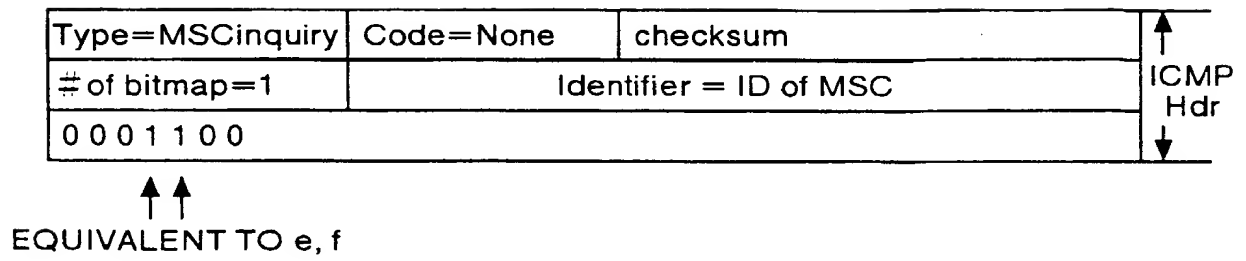 Type=MSCinquiry Code=None checksum
# of bitmap=1 Identifier = ID of MSC
0 0 0 1 1 0 0
ICMP
Hdr
EQUIVALENT TO e, f